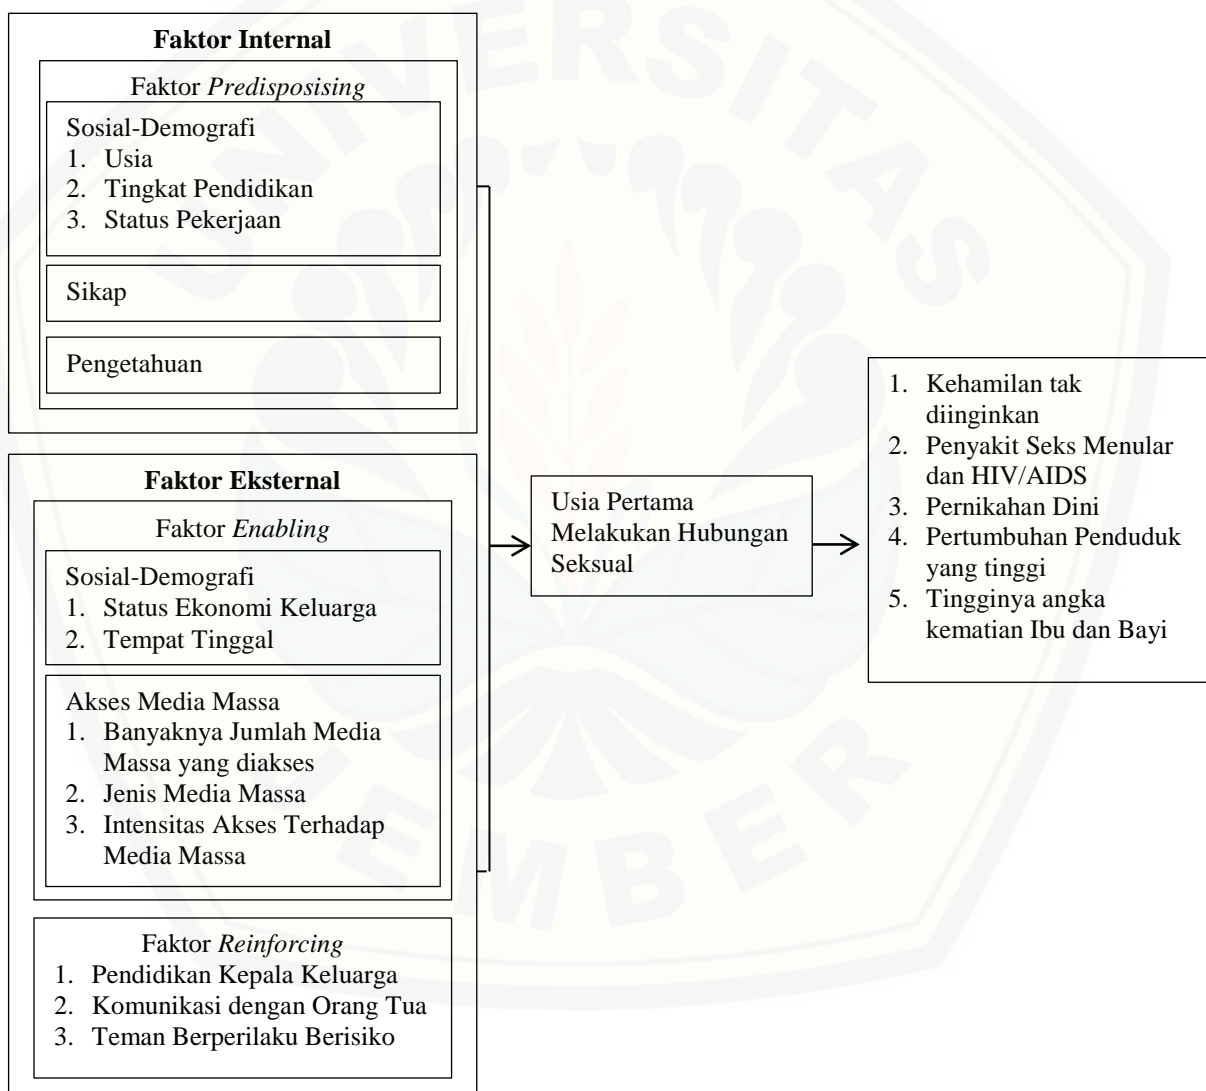 Faktor Internal
Faktor Predisposising
Sosial-Demografi
1. Usia
2. Tingkat Pendidikan
3. Status Pekerjaan
Sikap
Pengetahuan
Faktor Eksternal
Faktor Enabling
Sosial-Demografi
1. Status Ekonomi Keluarga
2. Tempat Tinggal
Akses Media Massa
1. Banyaknya Jumlah Media
Massa yang diakses
2. Jenis Media Massa
3. Intensitas Akses Terhadap
Media Massa
Faktor Reinforcing
1. Pendidikan Kepala Keluarga
2. Komunikasi dengan Orang Tua
3. Teman Berperilaku Berisiko
Usia Pertama
Melakukan Hubungan
Seksual
1. Kehamilan tak
diinginkan
2. Penyakit Seks Menular
dan HIV/AIDS
3. Pernikahan Dini
4. Pertumbuhan Penduduk
yang tinggi
5. Tingginya angka
kematian Ibu dan Bayi
UNIVERSITAS
JEMBER